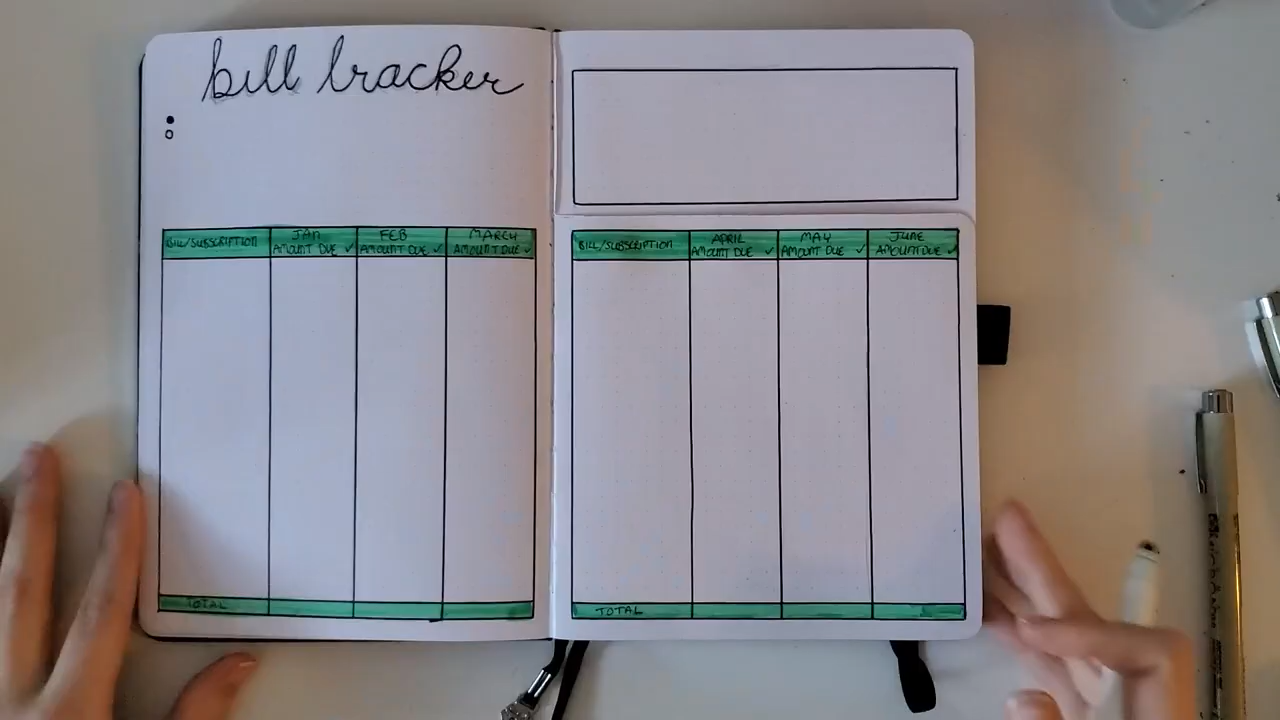 bill tracker
BILL/SUBSCRIPTION JAN FEB MARCH
AMOUNT DUE ✓ AMOUNT DUE ✓ AMOUNT DUE ✓
TOTAL
BILL/SUBSCRIPTION APRIL MAY JUNE
AMOUNT DUE ✓ AMOUNT DUE ✓ AMOUNT DUE ✓
TOTAL